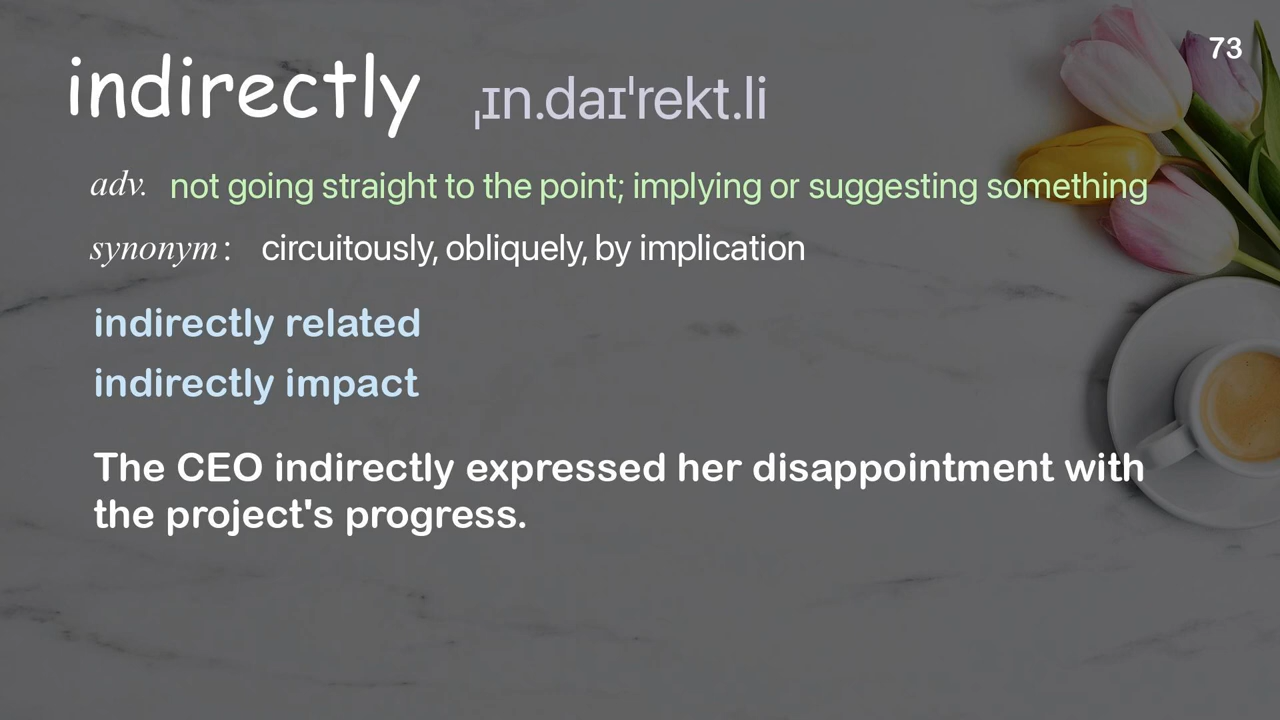 73
indirectly ˌɪn.daɪˈrekt.li
adv. not going straight to the point; implying or suggesting something
synonym: circuitously, obliquely, by implication
indirectly related
indirectly impact
The CEO indirectly expressed her disappointment with
the project's progress.